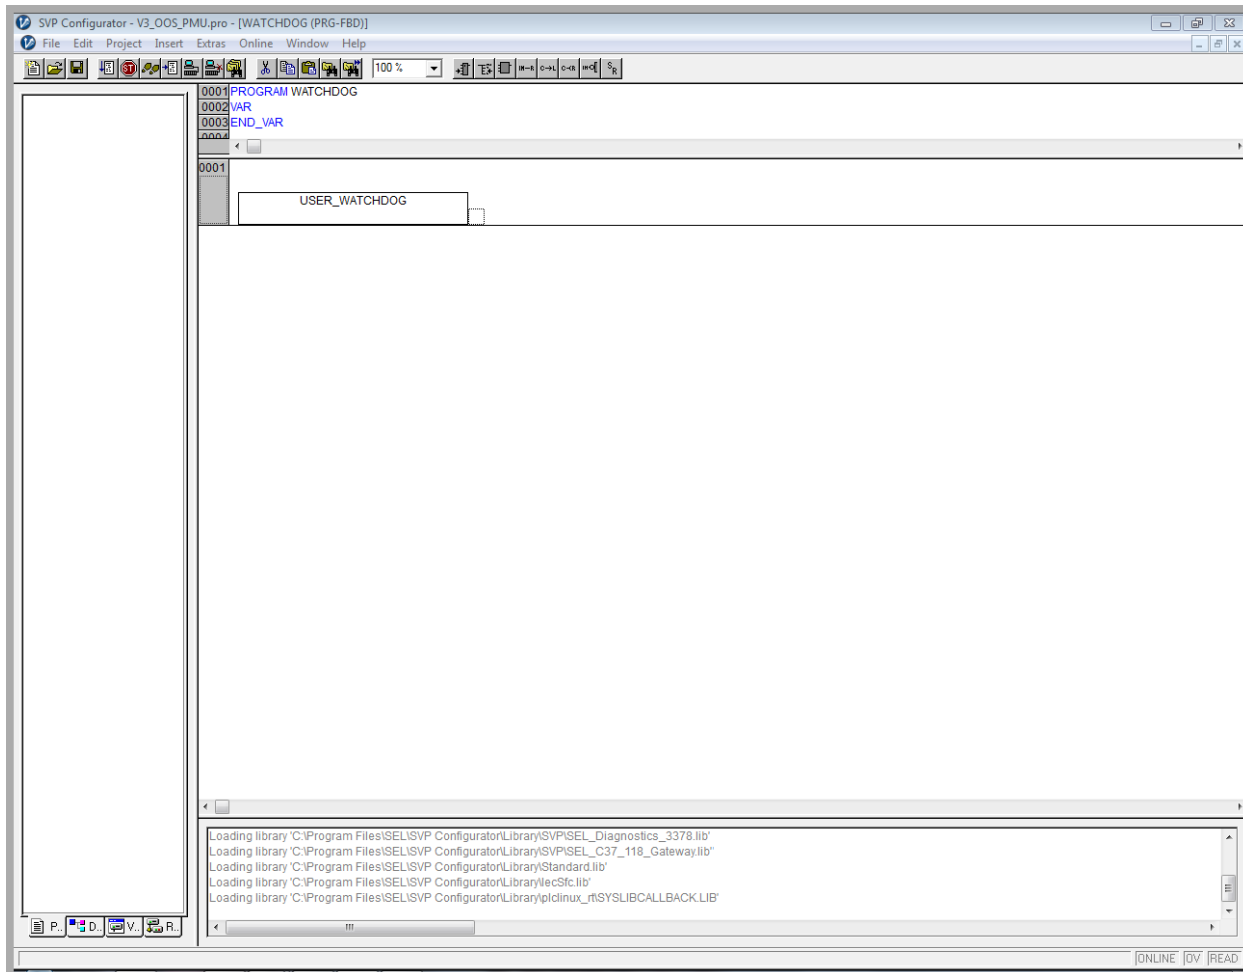 SVP Configurator - V3_OOS_PMU.pro - [WATCHDOG (PRG-FBD)]
File Edit Project Insert Extras Online Window Help
100 %
0001 PROGRAM WATCHDOG
0002 VAR
0003 END_VAR
0004
0001
USER_WATCHDOG
Loading library 'C:\Program Files\SEL\SVP Configurator\Library\SVP\SEL_Diagnostics_3378.lib'
Loading library 'C:\Program Files\SEL\SVP Configurator\Library\SVP\SEL_C37_118_Gateway.lib''
Loading library 'C:\Program Files\SEL\SVP Configurator\Library\Standard.lib'
Loading library 'C:\Program Files\SEL\SVP Configurator\Library\IecSfc.lib'
Loading library 'C:\Program Files\SEL\SVP Configurator\Library\plclinux_rt\SYSLIBCALLBACK.LIB'
P.. D.. V.. R..
ONLINE OV READ